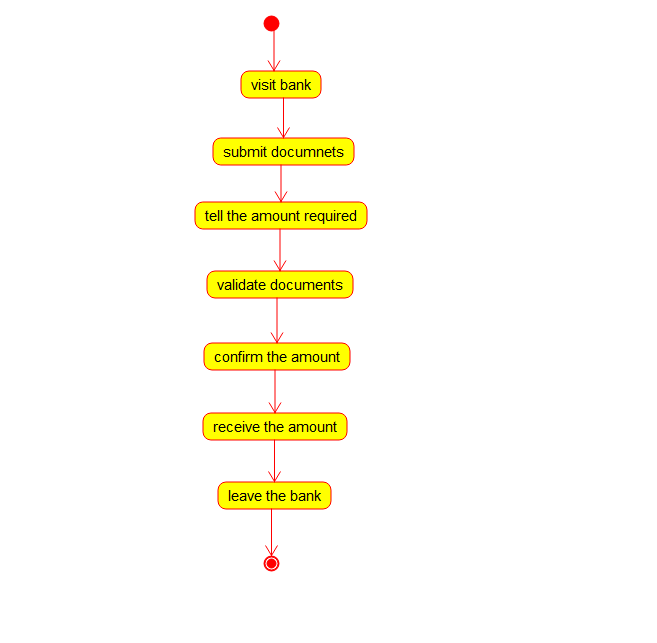 visit bank
submit documnets
tell the amount required
validate documents
confirm the amount
receive the amount
leave the bank